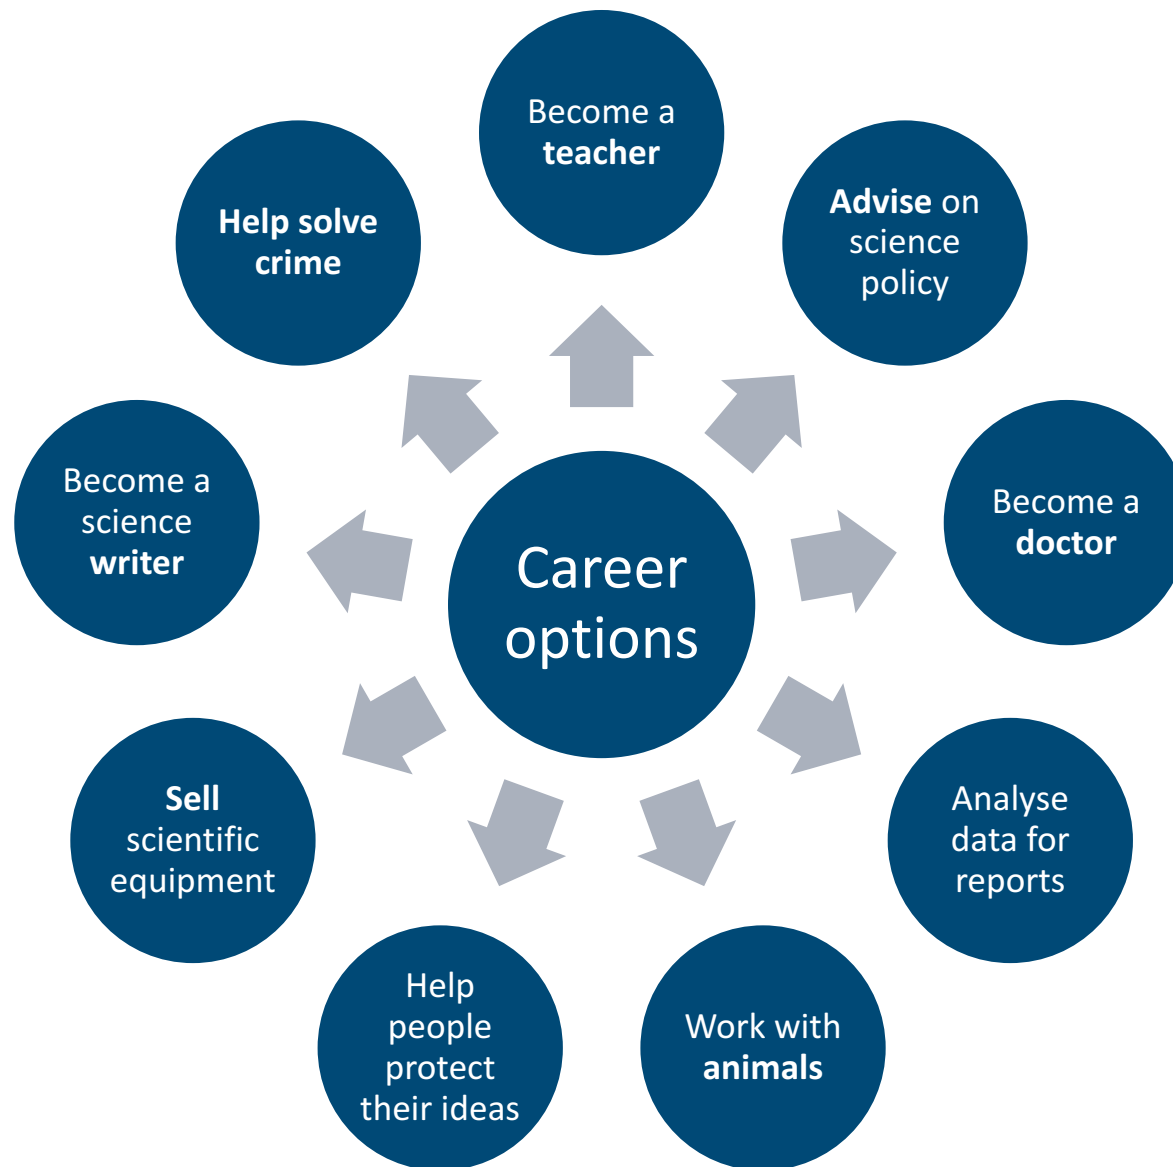 Become a
teacher
Advise on
science
policy
Become a
doctor
Analyse
data for
reports
Work with
animals
Help
people
protect
their ideas
Sell
scientific
equipment
Become a
science
writer
Help solve
crime
Career
options